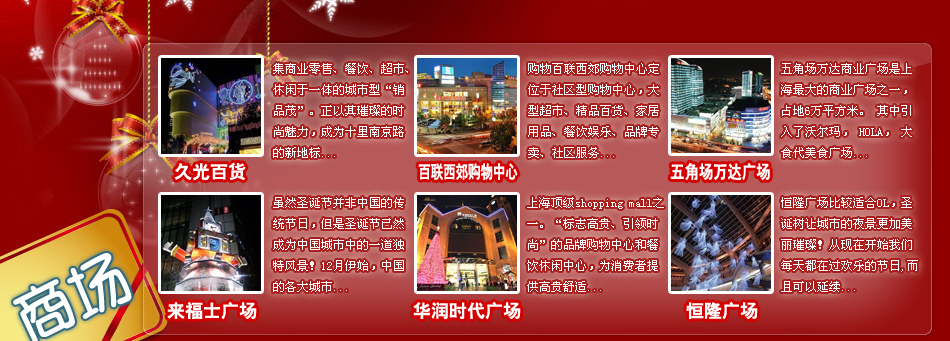 集商业零售、餐饮、超市、
休闲于一体的城市型“销
品茂”。正以其璀璨的时
尚魅力，成为十里南京路
的新地标...
久光百货
购物百联西郊购物中心定
位于社区型购物中心，大
型超市、精品百货、家居
用品、餐饮娱乐、品牌专
卖、社区服务...
百联西郊购物中心
五角场万达商业广场是上
海最大的商业广场之一，
占地6万平方米。 其中引
入了沃尔玛， HOLA， 大
食代美食广场...
五角场万达广场
虽然圣诞节并非中国的传
统节日，但是圣诞节已然
成为中国城市中的一道独
特风景！12月伊始，中国
的各大城市...
来福士广场
上海顶级shopping mall之
一。“标志高贵、引领时
尚”的品牌购物中心和餐
饮休闲中心，为消费者提
供高贵舒适...
华润时代广场
恒隆广场比较适合OL，圣
诞树让城市的夜景更加美
丽璀璨！从现在开始我们
每天都在过欢乐的节日,而
且可以延续...
恒隆广场
商场